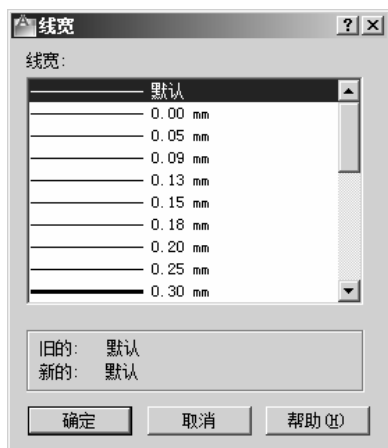 线宽
线宽:
默认
0.00 mm
0.05 mm
0.09 mm
0.13 mm
0.15 mm
0.18 mm
0.20 mm
0.25 mm
0.30 mm
旧的: 默认
新的: 默认
确定 取消 帮助(H)